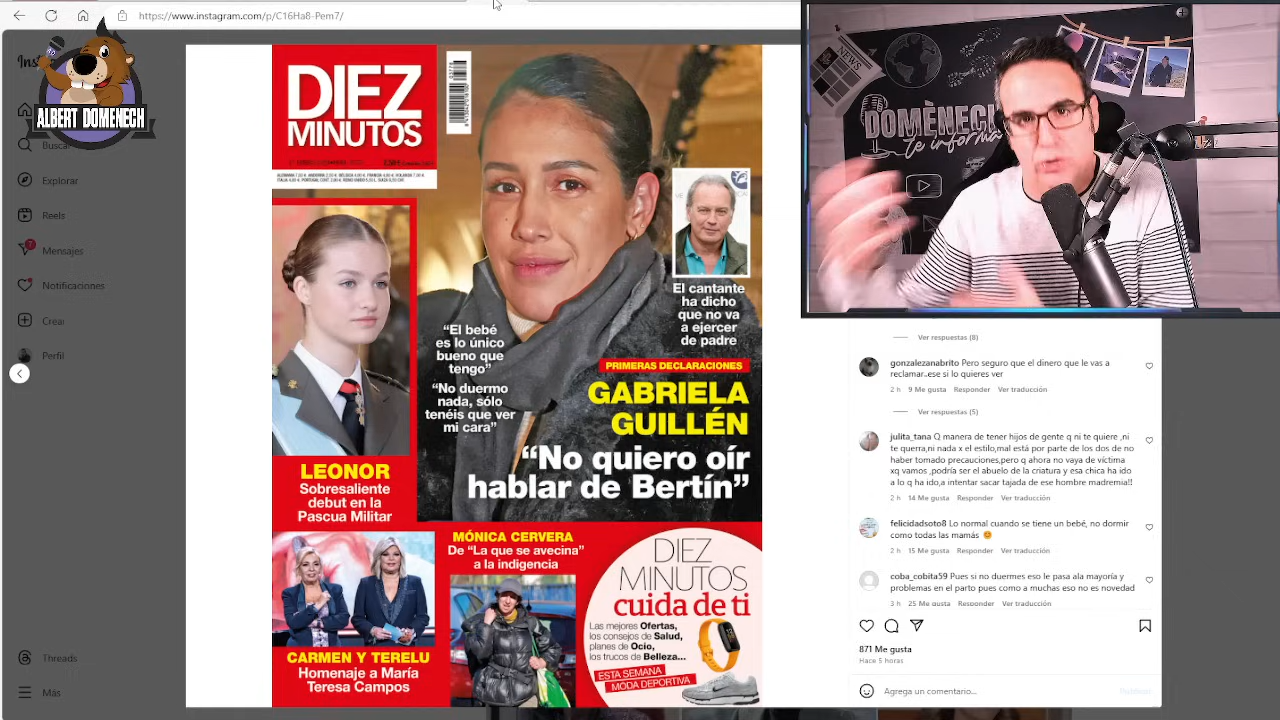 https://www.instagram.com/p/C16Ha8-Pem7/
ALBERT DOMENECH
Busca
Explorar
Reels
7
Mensajes
Notificaciones
Crear
Perfil
Threads
Más
DIEZ
MINUTOS
El cantante
ha dicho
que no va
a ejercer
de padre
“El bebé
es lo único
bueno que
tengo”
“No duermo
nada, sólo
tenéis que ver
mi cara”
PRIMERAS DECLARACIONES
GABRIELA
GUILLÉN
“No quiero oír
hablar de Bertín”
LEONOR
Sobresaliente
debut en la
Pascua Militar
CARMEN Y TERELU
Homenaje a María
Teresa Campos
MÓNICA CERVERA
De “La que se avecina”
a la indigencia
DIEZ
MINUTOS
cuida de ti
Las mejores Ofertas,
los consejos de Salud,
planes de Ocio,
los trucos de Belleza...
ESTA SEMANA
MODA DEPORTIVA
NEWS
DOMÈNECH
te informa
Ver respuestas (8)
gonzalezanabrito Pero seguro que el dinero que le vas a
reclamar..ese si lo quieres ver
2 h 9 Me gusta Responder Ver traducción
Ver respuestas (5)
julita_tana Q manera de tener hijos de gente q ni te quiere ,ni
te querra,ni nada x el estilo,mal está por parte de los dos de no
haber tomado precauciones,pero q ahora no vaya de víctima
xq vamos ,podría ser el abuelo de la criatura y esa chica ha ido
a lo q ha ido,a intentar sacar tajada de ese hombre madremia!!
2 h 14 Me gusta Responder Ver traducción
felicidadsoto8 Lo normal cuando se tiene un bebé, no dormir
como todas las mamás 😊
2 h 15 Me gusta Responder Ver traducción
coba_cobita59 Pues si no duermes eso le pasa ala mayoría y
problemas en el parto pues como a muchas eso no es novedad
3 h 25 Me gusta Responder Ver traducción
871 Me gusta
Hace 5 horas
Agrega un comentario...
Publicar